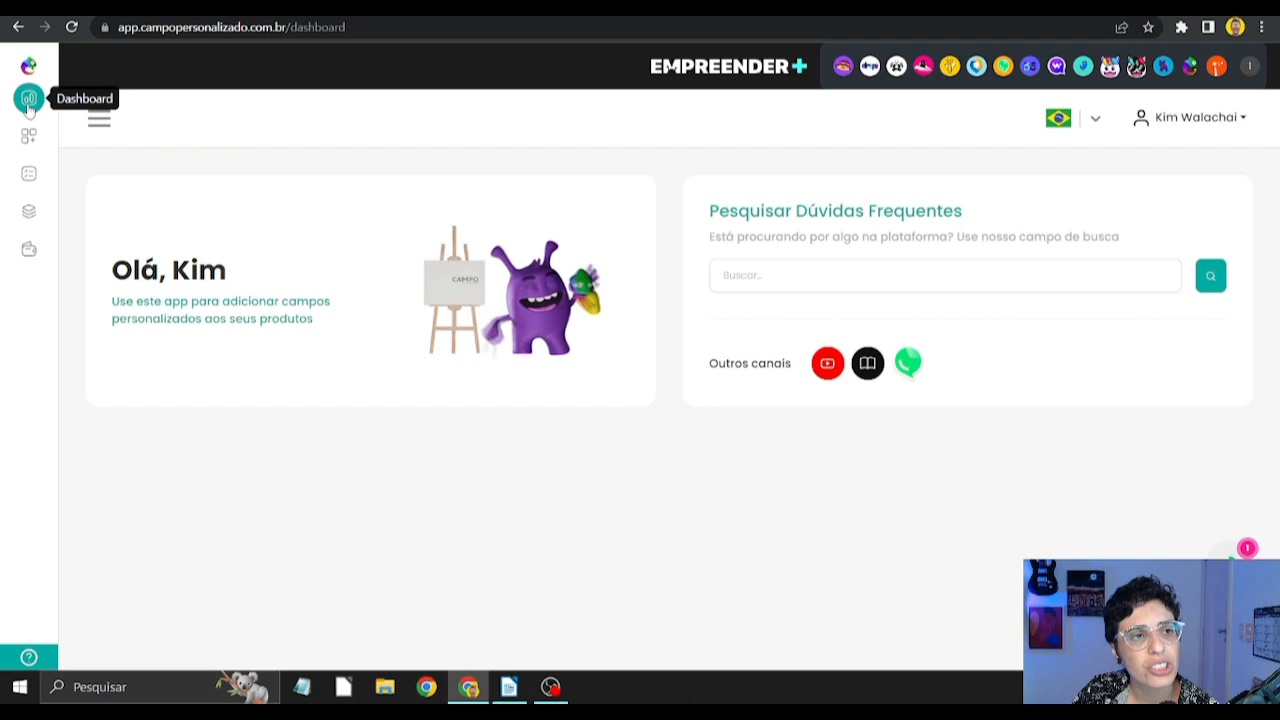 app.campopersonalizado.com.br/dashboard
EMPREENDER+
Dashboard
Kim Walachai
Olá, Kim
Use este app para adicionar campos
personalizados aos seus produtos
CAMPO
Pesquisar Dúvidas Frequentes
Está procurando por algo na plataforma? Use nosso campo de busca
Buscar...
Outros canais
1
Pesquisar